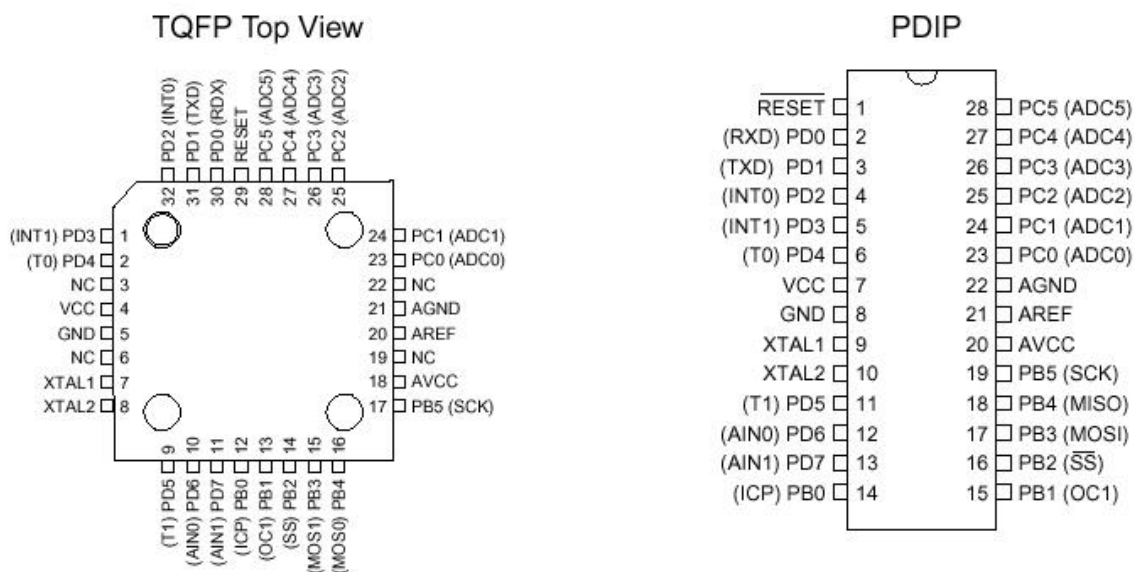 TQFP Top View
PD2 (INT0)
PD1 (TXD)
PD0 (RDX)
RESET
PC5 (ADC5)
PC4 (ADC4)
PC3 (ADC3)
PC2 (ADC2)
32 31 30 29 28 27 26 25
(INT1) PD3 1
(T0) PD4 2
NC 3
VCC 4
GND 5
NC 6
XTAL1 7
XTAL2 8
24 PC1 (ADC1)
23 PC0 (ADC0)
22 NC
21 AGND
20 AREF
19 NC
18 AVCC
17 PB5 (SCK)
9 10 11 12 13 14 15 16
(T1) PD5
(AIN0) PD6
(AIN1) PD7
(ICP) PB0
(OC1) PB1
(SS) PB2
(MOS1) PB3
(MOS0) PB4
PDIP
RESET 1
(RXD) PD0 2
(TXD) PD1 3
(INT0) PD2 4
(INT1) PD3 5
(T0) PD4 6
VCC 7
GND 8
XTAL1 9
XTAL2 10
(T1) PD5 11
(AIN0) PD6 12
(AIN1) PD7 13
(ICP) PB0 14
28 PC5 (ADC5)
27 PC4 (ADC4)
26 PC3 (ADC3)
25 PC2 (ADC2)
24 PC1 (ADC1)
23 PC0 (ADC0)
22 AGND
21 AREF
20 AVCC
19 PB5 (SCK)
18 PB4 (MISO)
17 PB3 (MOSI)
16 PB2 (SS)
15 PB1 (OC1)